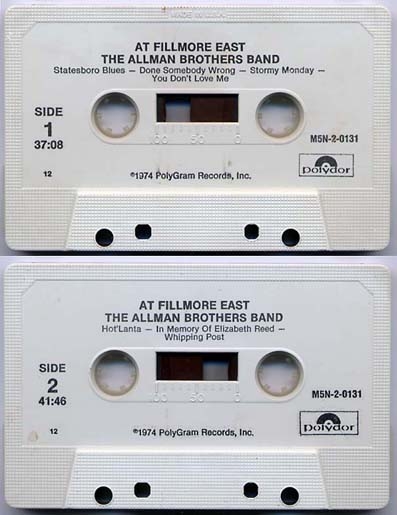 MADE IN U.S.A.
AT FILLMORE EAST
THE ALLMAN BROTHERS BAND
Statesboro Blues — Done Somebody Wrong — Stormy Monday —
You Don't Love Me
SIDE
1
37:08
100 50 0
M5N-2-0131
polydor
12
℗1974 PolyGram Records, Inc.
AT FILLMORE EAST
THE ALLMAN BROTHERS BAND
Hot'Lanta — In Memory Of Elizabeth Reed —
Whipping Post
SIDE
2
41:46
100 50 0
M5N-2-0131
polydor
12
℗1974 PolyGram Records, Inc.